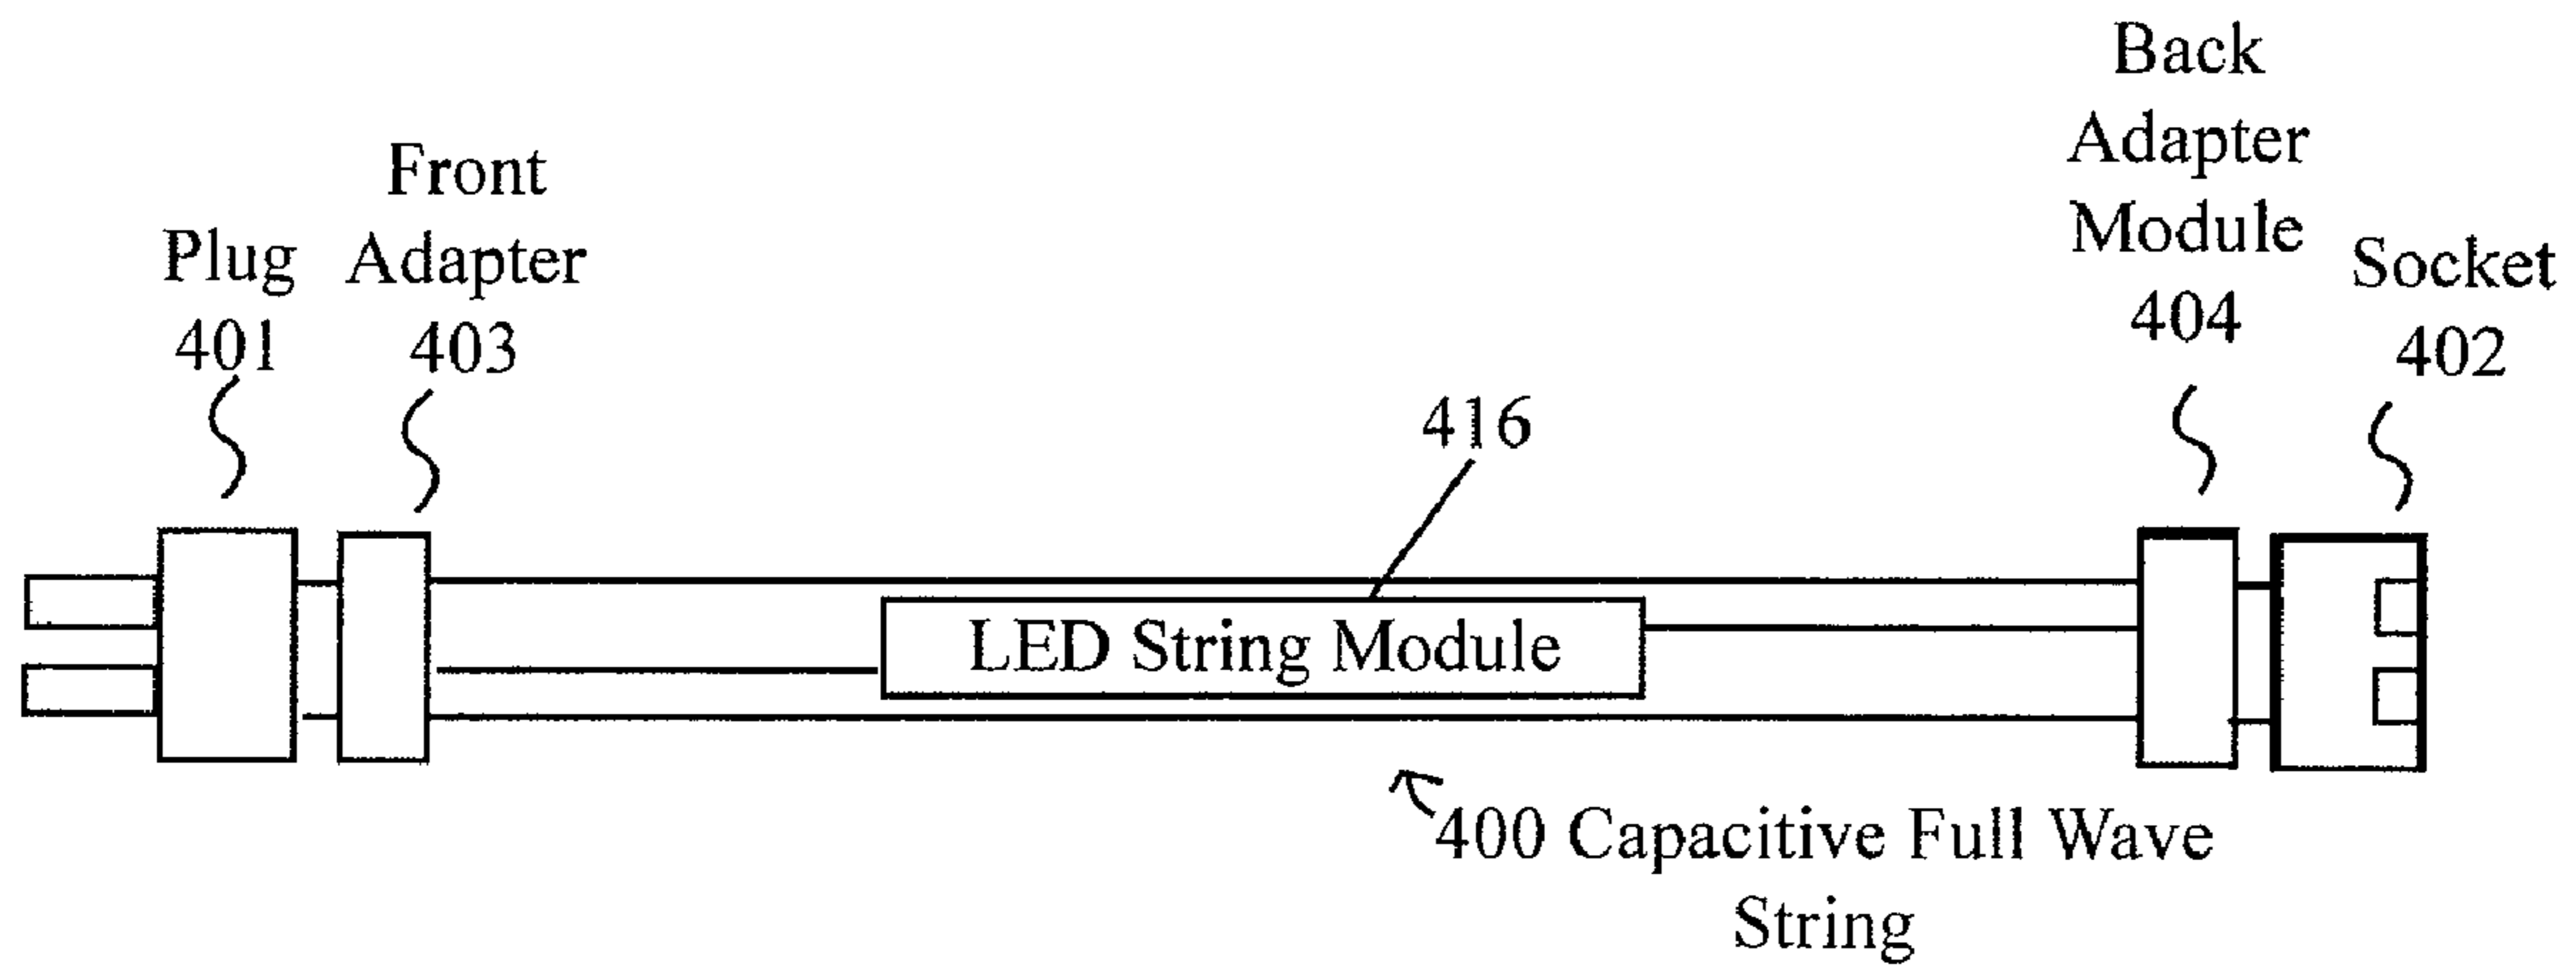 Plug
401
Front
Adapter
403
416
Back
Adapter
Module
404
Socket
402
LED String Module
400 Capacitive Full Wave
String